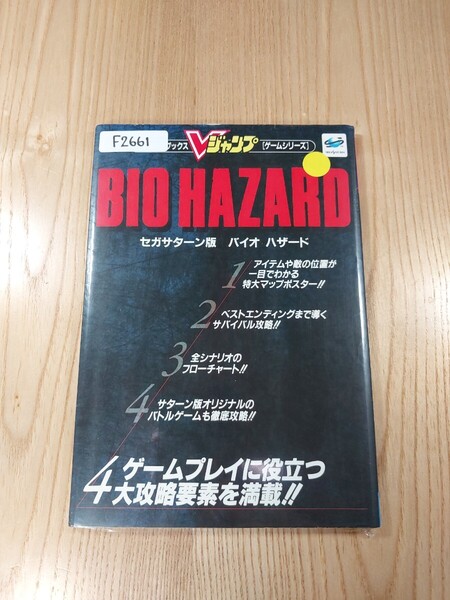 F2661
ブックス Vジャンプ [ゲームシリーズ]
BIO HAZARD
セガサターン版 バイオ ハザード
1 アイテムや敵の位置が
一目でわかる
特大マップポスター!!
2 ベストエンディングまで導く
サバイバル攻略!!
3 全シナリオの
フローチャート!!
4 サターン版オリジナルの
バトルゲームも徹底攻略!!
4 ゲームプレイに役立つ
大攻略要素を満載!!